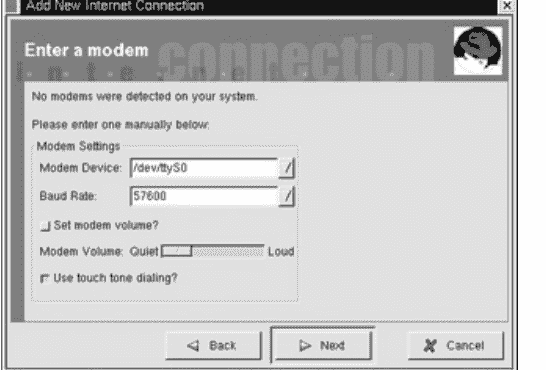 Add New Internet Connection
Enter a modem
connection
internet
No modems were detected on your system.
Please enter one manually below:
Modem Settings
Modem Device: /dev/ttyS0
Baud Rate: 57600
Set modem volume?
Modem Volume: Quiet Loud
Use touch tone dialing?
Back Next Cancel